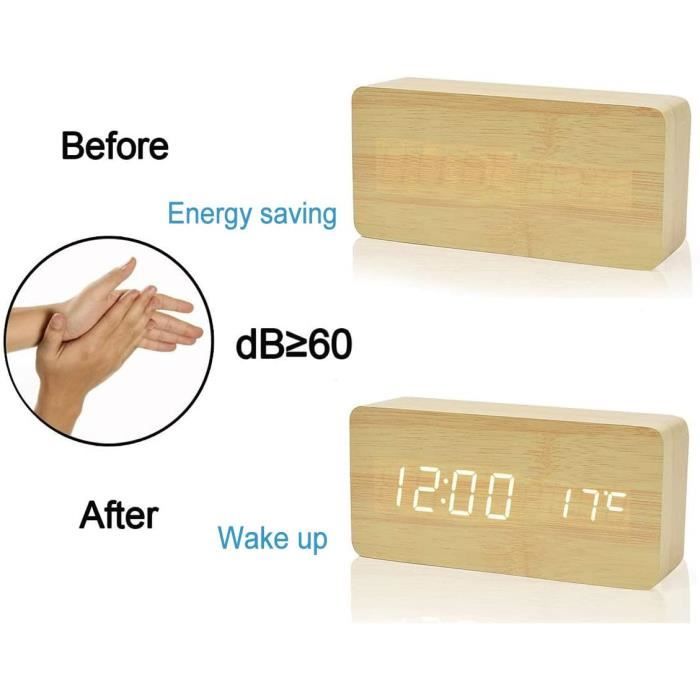 Before
Energy saving
dB≥60
After
Wake up
12:00 17℃